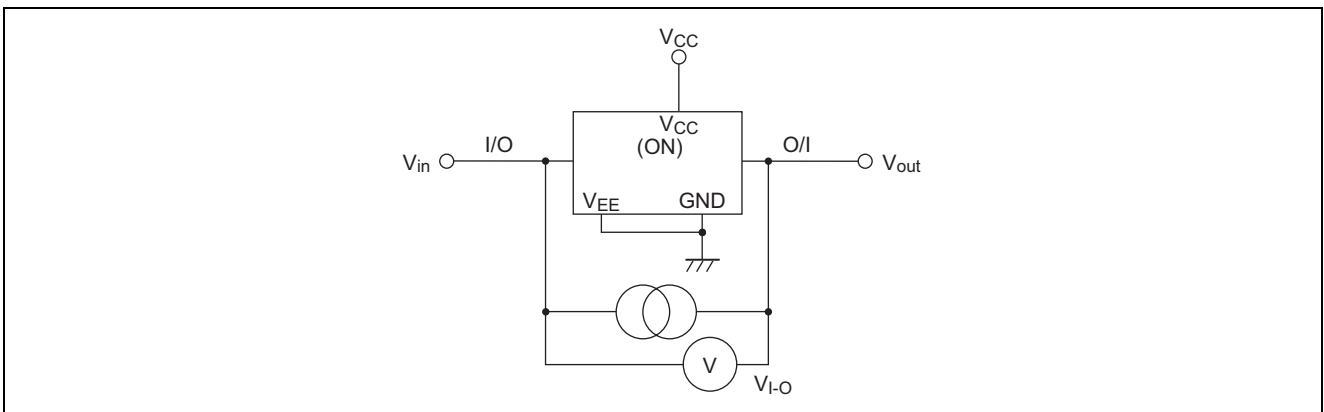 VCC
VCC
(ON)
Vin
I/O
O/I
Vout
VEE
GND
V
VI-O